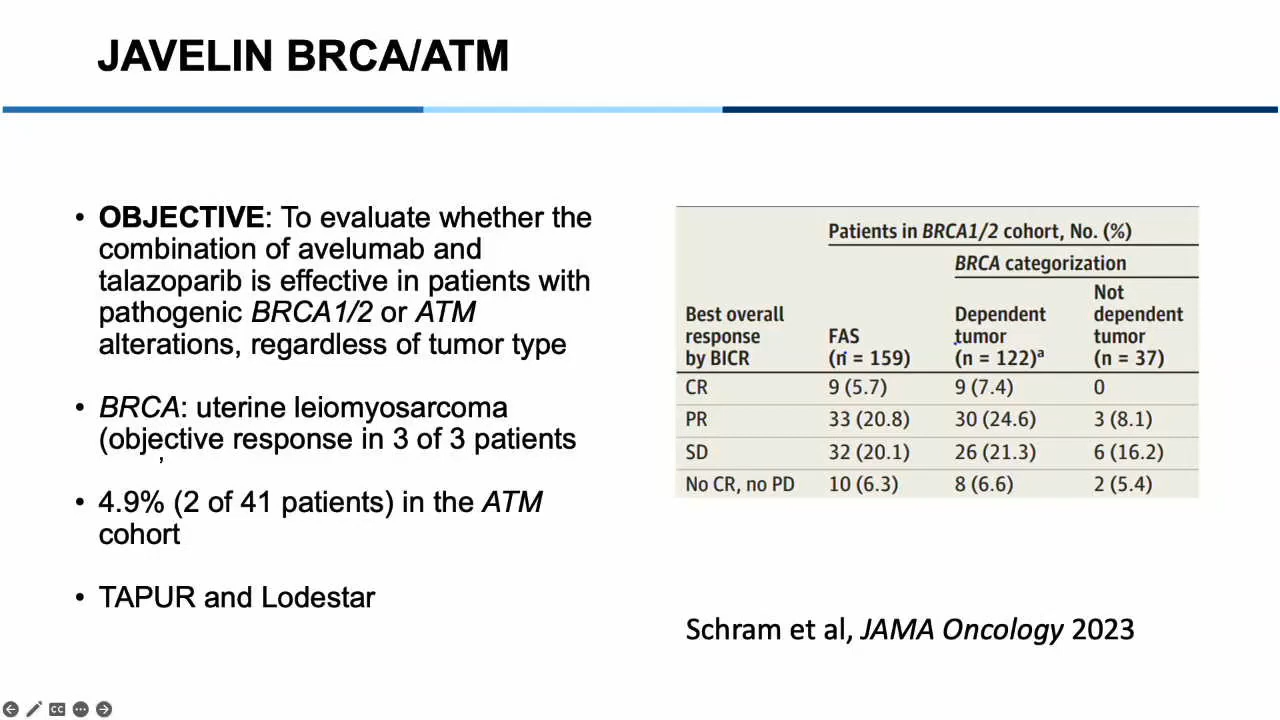 JAVELIN BRCA/ATM
• OBJECTIVE: To evaluate whether the
combination of avelumab and
talazoparib is effective in patients with
pathogenic BRCA1/2 or ATM
alterations, regardless of tumor type
• BRCA: uterine leiomyosarcoma
(objective response in 3 of 3 patients
,
• 4.9% (2 of 41 patients) in the ATM
cohort
• TAPUR and Lodestar
Patients in BRCA1/2 cohort, No. (%)
BRCA categorization
Best overall
response
by BICR
FAS
(n = 159)
Dependent
tumor
(n = 122)a
Not
dependent
tumor
(n = 37)
CR 9 (5.7) 9 (7.4) 0
PR 33 (20.8) 30 (24.6) 3 (8.1)
SD 32 (20.1) 26 (21.3) 6 (16.2)
No CR, no PD 10 (6.3) 8 (6.6) 2 (5.4)
Schram et al, JAMA Oncology 2023
CC